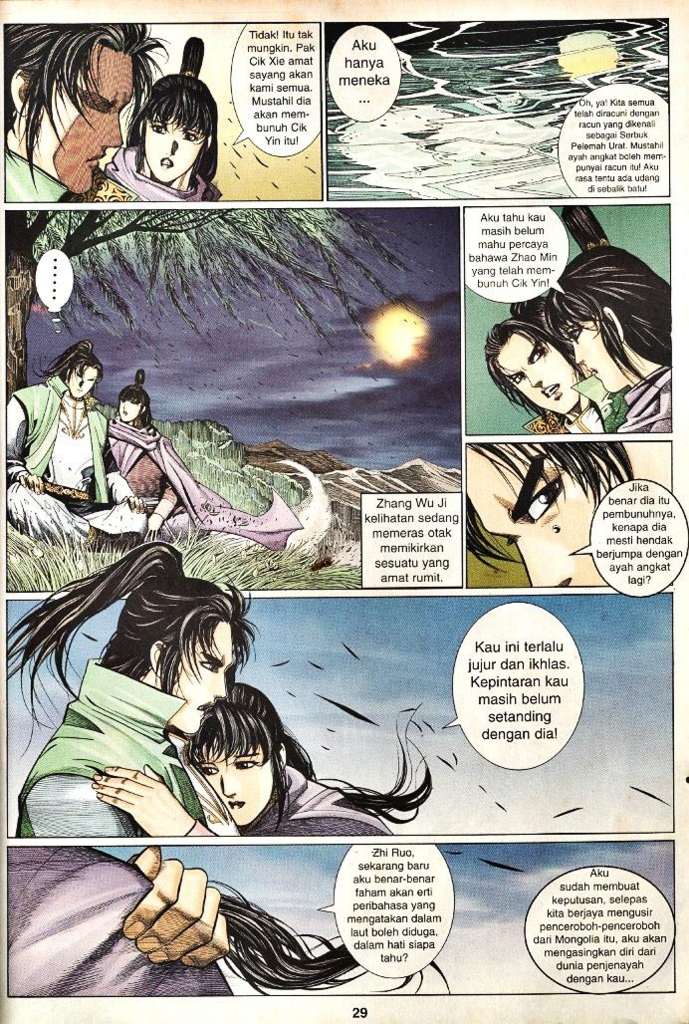 Tidak! Itu tak
mungkin. Pak
Cik Xie amat
sayang akan
kami semua.
Mustahil dia
akan mem-
bunuh Cik
Yin itu!
Aku
hanya
meneka
...
Oh, ya! Kita semua
telah diracuni dengan
racun yang dikenali
sebagai Serbuk
Pelemah Urat. Mustahil
ayah angkat boleh mem-
punyai racun itu! Aku
rasa tentu ada udang
di sebalik batu!
......
Zhang Wu Ji
kelihatan sedang
memeras otak
memikirkan
sesuatu yang
amat rumit.
Aku tahu kau
masih belum
mahu percaya
bahawa Zhao Min
yang telah mem-
bunuh Cik Yin!
Jika
benar dia itu
pembunuhnya,
kenapa dia
mesti hendak
berjumpa dengan
ayah angkat
lagi?
Kau ini terlalu
jujur dan ikhlas.
Kepintaran kau
masih belum
setanding
dengan dia!
Zhi Ruo,
sekarang baru
aku benar-benar
faham akan erti
peribahasa yang
mengatakan dalam
laut boleh diduga,
dalam hati siapa
tahu?
Aku
sudah membuat
keputusan, selepas
kita berjaya mengusir
penceroboh-penceroboh
dari Mongolia itu, aku akan
mengasingkan diri dari
dunia penjenayah
dengan kau...
29